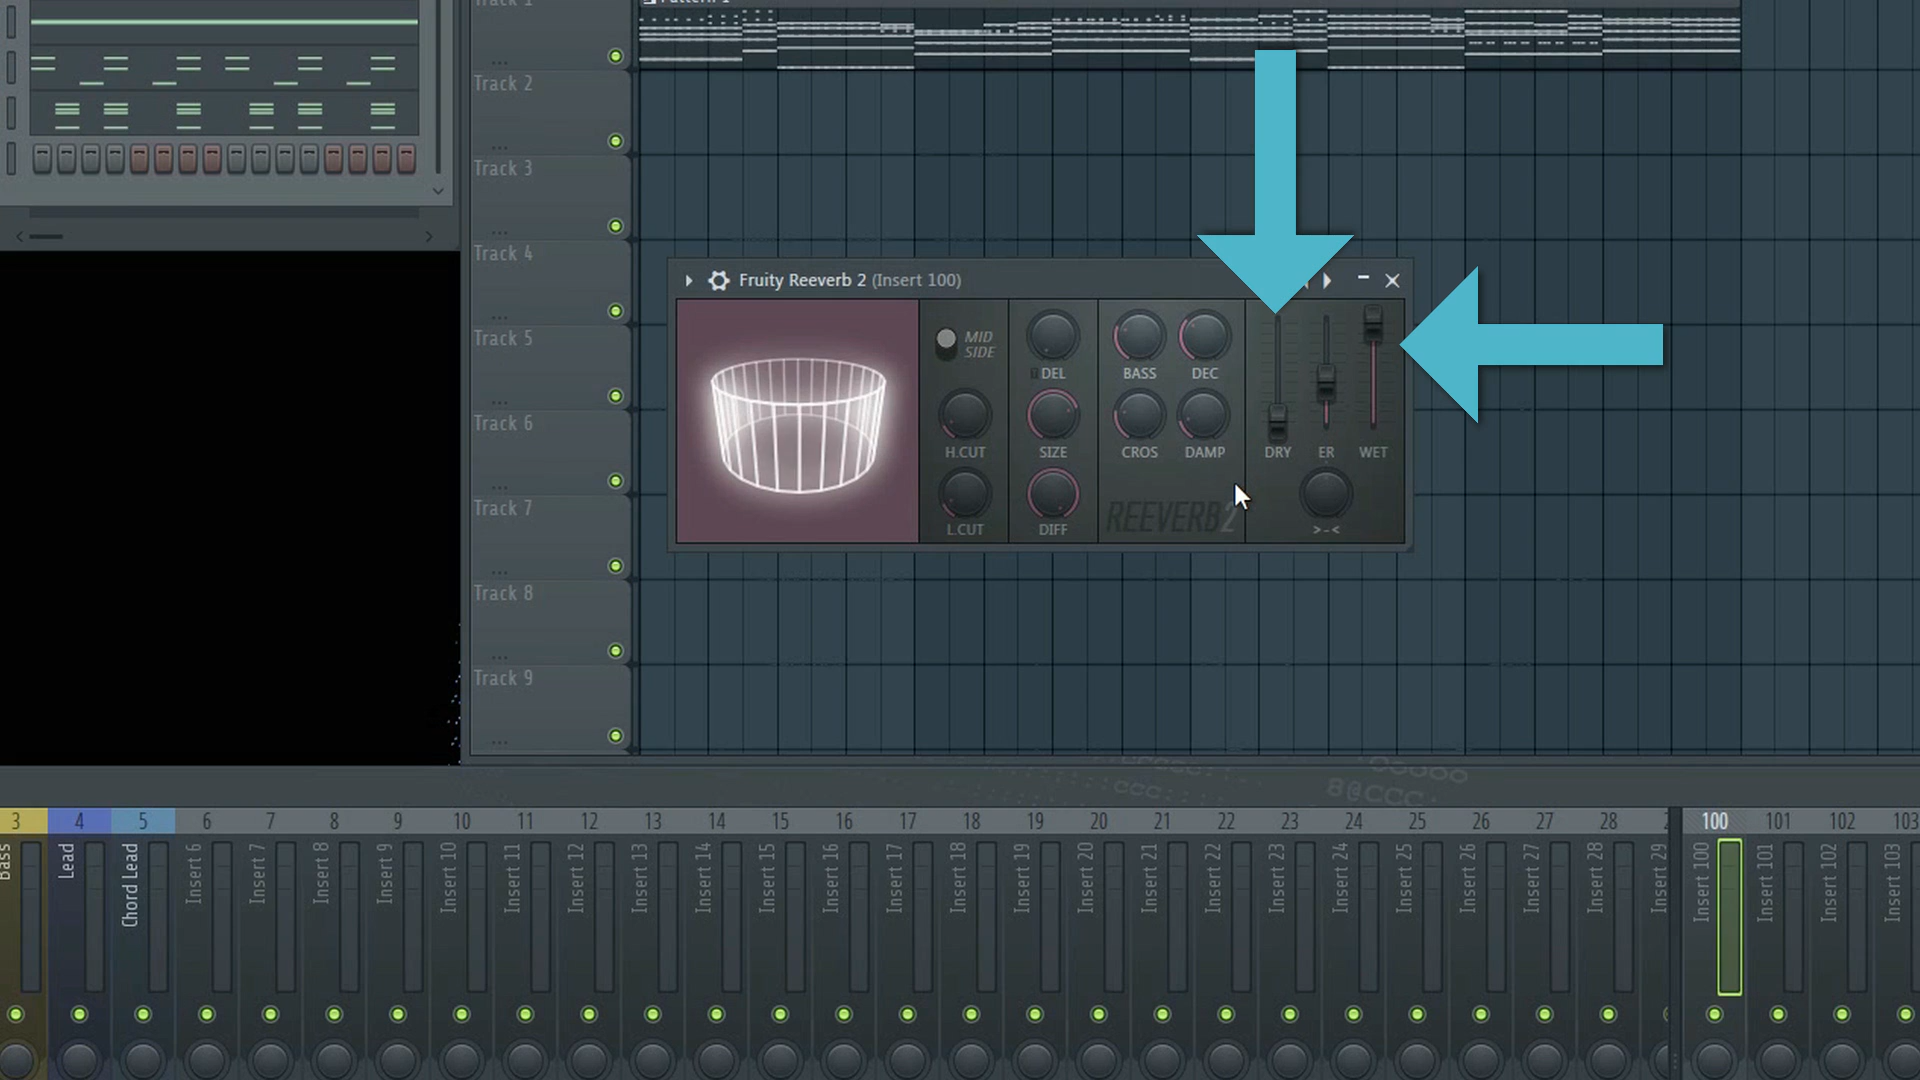 Track 1
Pattern 1
Track 2
Track 3
Track 4
Track 5
Track 6
Track 7
Track 8
Track 9
Fruity Reeverb 2 (Insert 100)
MID
SIDE
DEL
BASS
DEC
H.CUT
SIZE
CROS
DAMP
DRY
ER
WET
L.CUT
DIFF
REEVERB2
>-<
3 4 5 6 7 8 9 10 11 12 13 14 15 16 17 18 19 20 21 22 23 24 25 26 27 28 100 101 102 103
Bass
Lead
Chord Lead
Insert 6
Insert 7
Insert 8
Insert 9
Insert 10
Insert 11
Insert 12
Insert 13
Insert 14
Insert 15
Insert 16
Insert 17
Insert 18
Insert 19
Insert 20
Insert 21
Insert 22
Insert 23
Insert 24
Insert 25
Insert 26
Insert 27
Insert 28
Insert 29
Insert 100
Insert 101
Insert 102
Insert 103